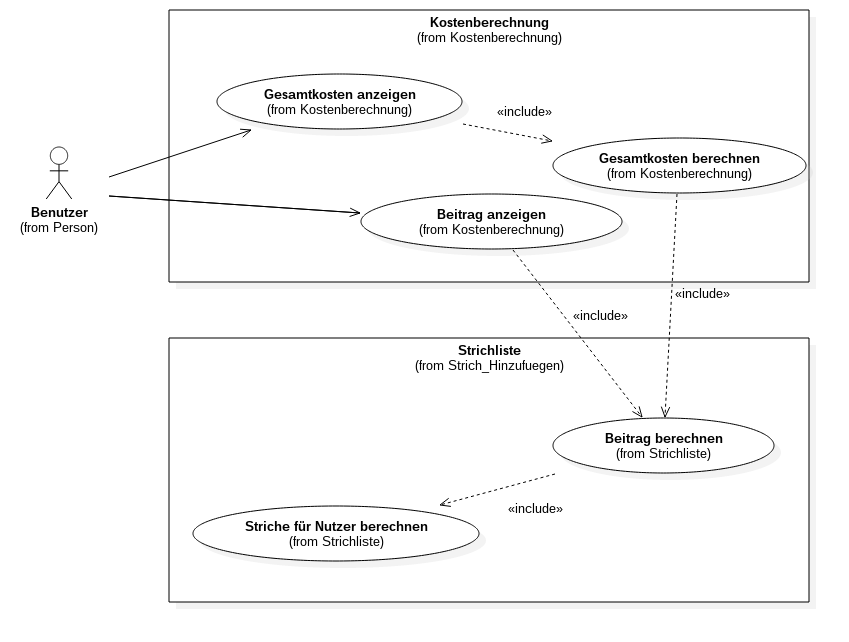 Kostenberechnung
(from Kostenberechnung)
Gesamtkosten anzeigen
(from Kostenberechnung)
«include»
Gesamtkosten berechnen
(from Kostenberechnung)
Benutzer
(from Person)
Beitrag anzeigen
(from Kostenberechnung)
«include»
«include»
Strichliste
(from Strich_Hinzufuegen)
Beitrag berechnen
(from Strichliste)
«include»
Striche für Nutzer berechnen
(from Strichliste)